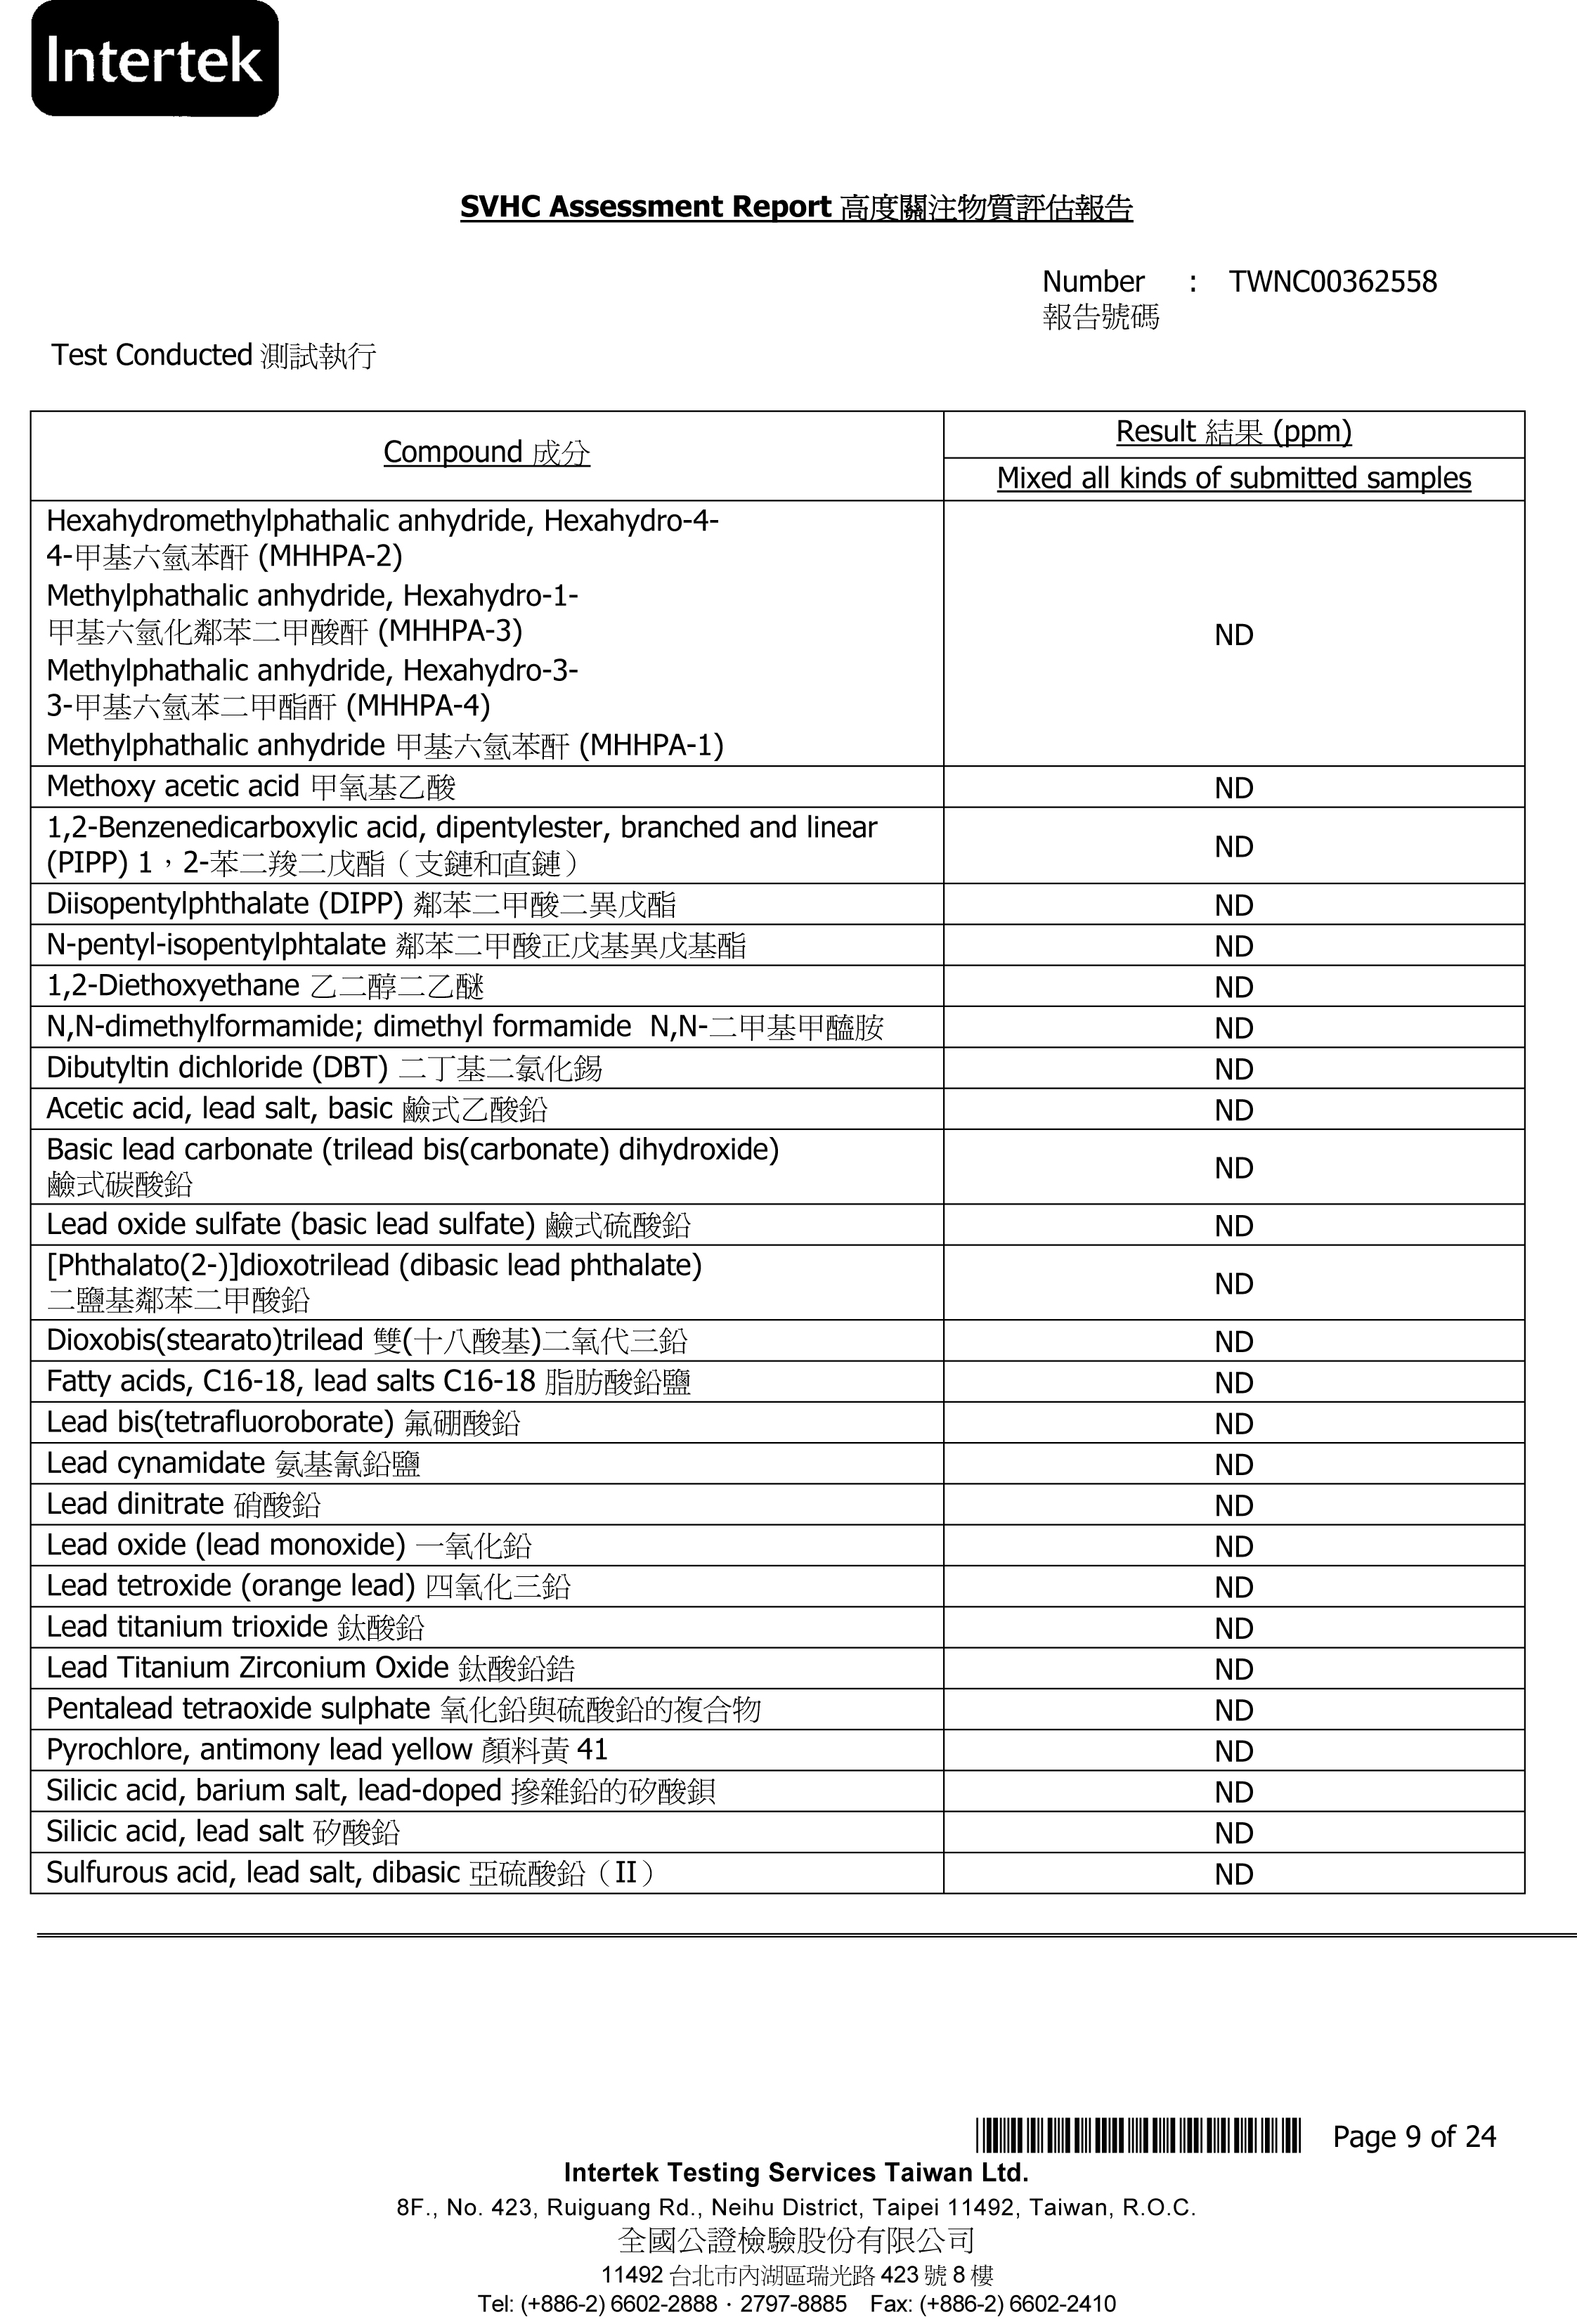 Intertek
SVHC Assessment Report 高度關注物質評估報告
Number : TWNC00362558
報告號碼
Test Conducted 測試執行
Compound 成分
Result 結果 (ppm)
Mixed all kinds of submitted samples
Hexahydromethylphathalic anhydride, Hexahydro-4-
4-甲基六氫苯酐 (MHHPA-2)
Methylphathalic anhydride, Hexahydro-1-
甲基六氫化鄰苯二甲酸酐 (MHHPA-3)
Methylphathalic anhydride, Hexahydro-3-
3-甲基六氫苯二甲酯酐 (MHHPA-4)
Methylphathalic anhydride 甲基六氫苯酐 (MHHPA-1)
ND
Methoxy acetic acid 甲氧基乙酸 ND
1,2-Benzenedicarboxylic acid, dipentylester, branched and linear
(PIPP) 1，2-苯二羧二戊酯（支鏈和直鏈）
ND
Diisopentylphthalate (DIPP) 鄰苯二甲酸二異戊酯 ND
N-pentyl-isopentylphtalate 鄰苯二甲酸正戊基異戊基酯 ND
1,2-Diethoxyethane 乙二醇二乙醚 ND
N,N-dimethylformamide; dimethyl formamide N,N-二甲基甲醯胺 ND
Dibutyltin dichloride (DBT) 二丁基二氯化錫 ND
Acetic acid, lead salt, basic 鹼式乙酸鉛 ND
Basic lead carbonate (trilead bis(carbonate) dihydroxide)
鹼式碳酸鉛
ND
Lead oxide sulfate (basic lead sulfate) 鹼式硫酸鉛 ND
[Phthalato(2-)]dioxotrilead (dibasic lead phthalate)
二鹽基鄰苯二甲酸鉛
ND
Dioxobis(stearato)trilead 雙(十八酸基)二氧代三鉛 ND
Fatty acids, C16-18, lead salts C16-18 脂肪酸鉛鹽 ND
Lead bis(tetrafluoroborate) 氟硼酸鉛 ND
Lead cynamidate 氨基氰鉛鹽 ND
Lead dinitrate 硝酸鉛 ND
Lead oxide (lead monoxide) 一氧化鉛 ND
Lead tetroxide (orange lead) 四氧化三鉛 ND
Lead titanium trioxide 鈦酸鉛 ND
Lead Titanium Zirconium Oxide 鈦酸鉛鋯 ND
Pentalead tetraoxide sulphate 氧化鉛與硫酸鉛的複合物 ND
Pyrochlore, antimony lead yellow 顏料黃 41 ND
Silicic acid, barium salt, lead-doped 摻雜鉛的矽酸鋇 ND
Silicic acid, lead salt 矽酸鉛 ND
Sulfurous acid, lead salt, dibasic 亞硫酸鉛（II） ND
Page 9 of 24
Intertek Testing Services Taiwan Ltd.
8F., No. 423, Ruiguang Rd., Neihu District, Taipei 11492, Taiwan, R.O.C.
全國公證檢驗股份有限公司
11492 台北市內湖區瑞光路 423 號 8 樓
Tel: (+886-2) 6602-2888 · 2797-8885 Fax: (+886-2) 6602-2410